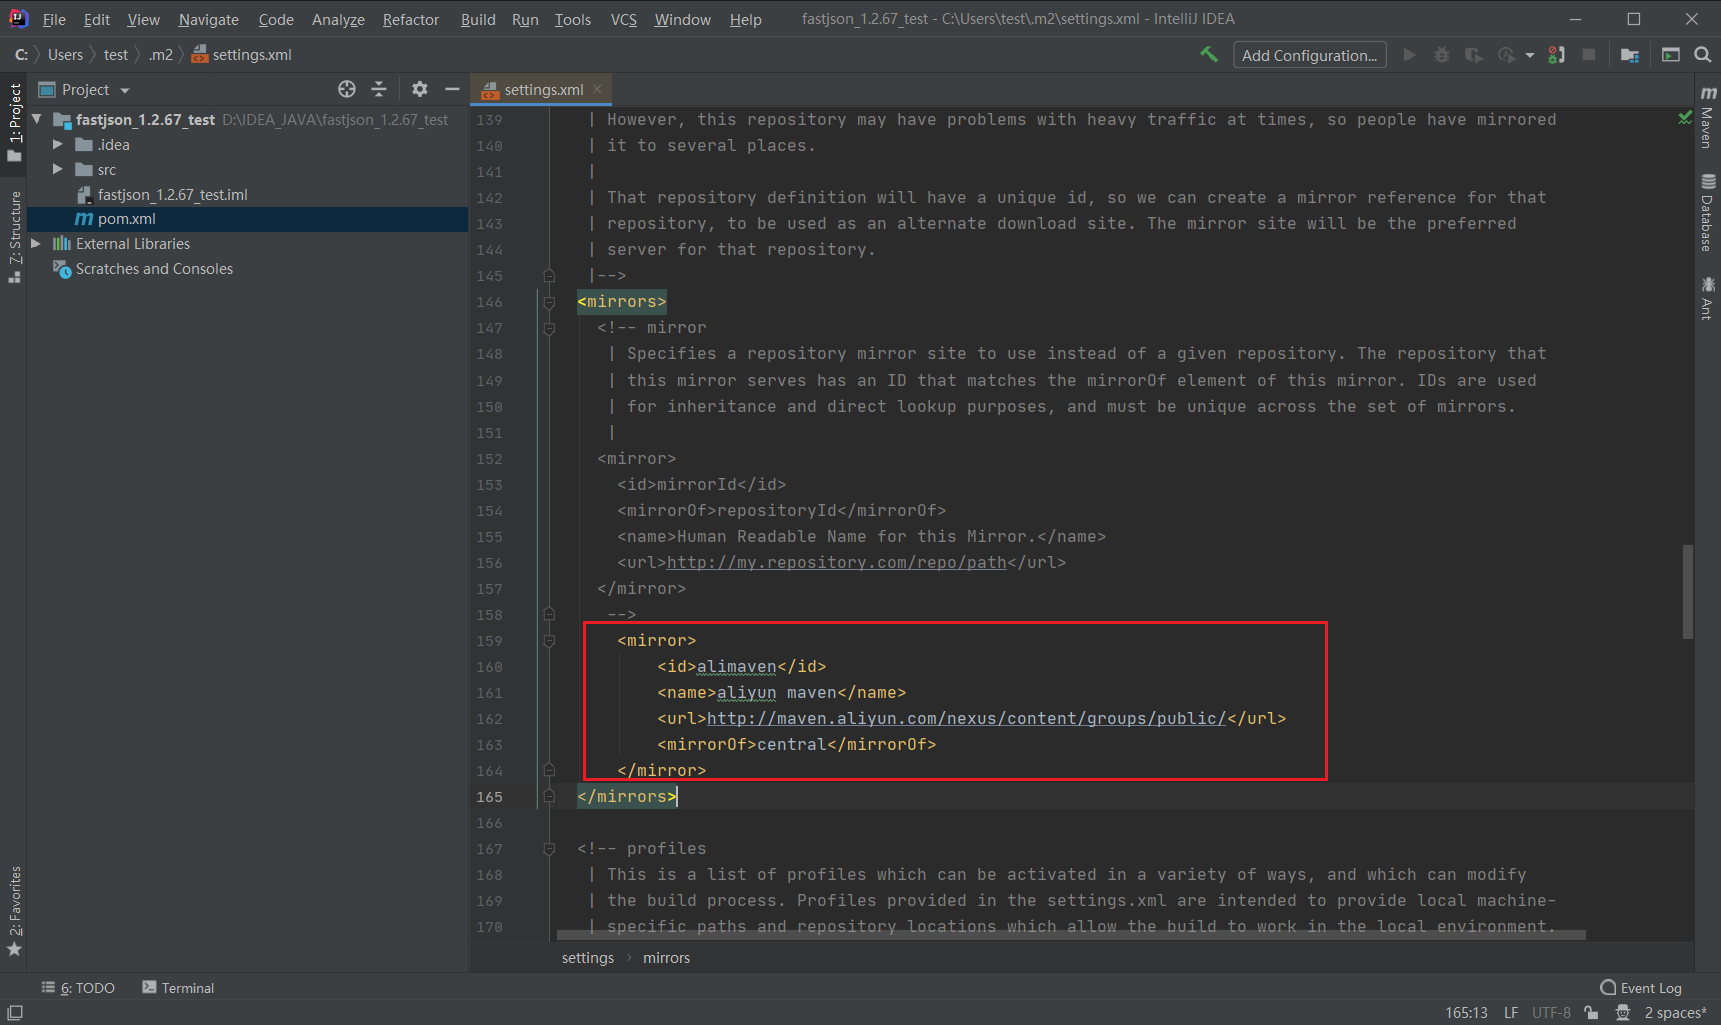 File Edit View Navigate Code Analyze Refactor Build Run Tools VCS Window Help fastjson_1.2.67_test - C:\Users\test\.m2\settings.xml - IntelliJ IDEA
C: Users test .m2 settings.xml Add Configuration...
Project settings.xml
1: Project
Z: Structure
2: Favorites
fastjson_1.2.67_test D:\IDEA_JAVA\fastjson_1.2.67_test
.idea
src
fastjson_1.2.67_test.iml
pom.xml
External Libraries
Scratches and Consoles
139 | However, this repository may have problems with heavy traffic at times, so people have mirrored
140 | it to several places.
141 |
142 | That repository definition will have a unique id, so we can create a mirror reference for that
143 | repository, to be used as an alternate download site. The mirror site will be the preferred
144 | server for that repository.
145 |-->
146 <mirrors>
147 <!-- mirror
148 | Specifies a repository mirror site to use instead of a given repository. The repository that
149 | this mirror serves has an ID that matches the mirrorOf element of this mirror. IDs are used
150 | for inheritance and direct lookup purposes, and must be unique across the set of mirrors.
151 |
152 <mirror>
153 <id>mirrorId</id>
154 <mirrorOf>repositoryId</mirrorOf>
155 <name>Human Readable Name for this Mirror.</name>
156 <url>http://my.repository.com/repo/path</url>
157 </mirror>
158 -->
159 <mirror>
160 <id>alimaven</id>
161 <name>aliyun maven</name>
162 <url>http://maven.aliyun.com/nexus/content/groups/public/</url>
163 <mirrorOf>central</mirrorOf>
164 </mirror>
165 </mirrors>
166
167 <!-- profiles
168 | This is a list of profiles which can be activated in a variety of ways, and which can modify
169 | the build process. Profiles provided in the settings.xml are intended to provide local machine-
170 | specific paths and repository locations which allow the build to work in the local environment.
Maven
Database
Ant
settings › mirrors
6: TODO Terminal Event Log
165:13 LF UTF-8 2 spaces*